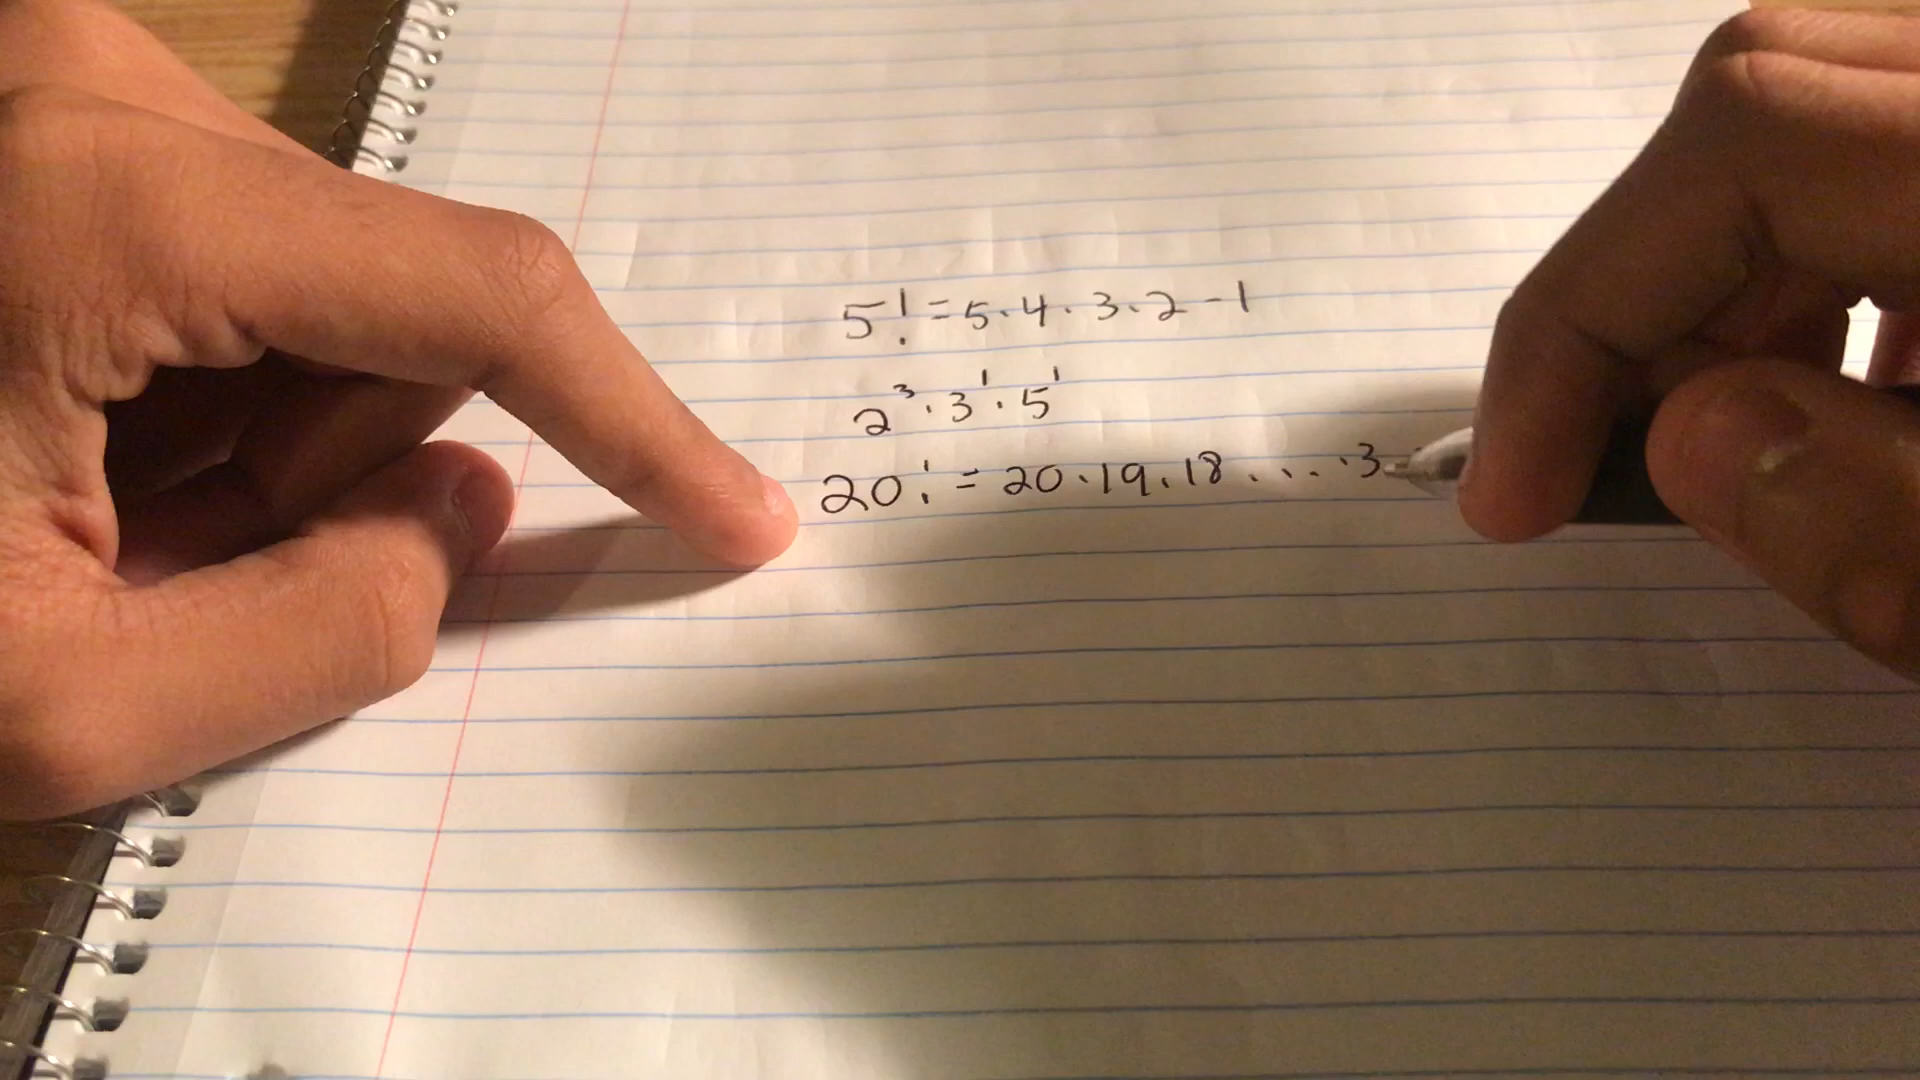 5! = 5·4·3·2-1
2³·3¹·5¹
20! = 20·19·18....·3